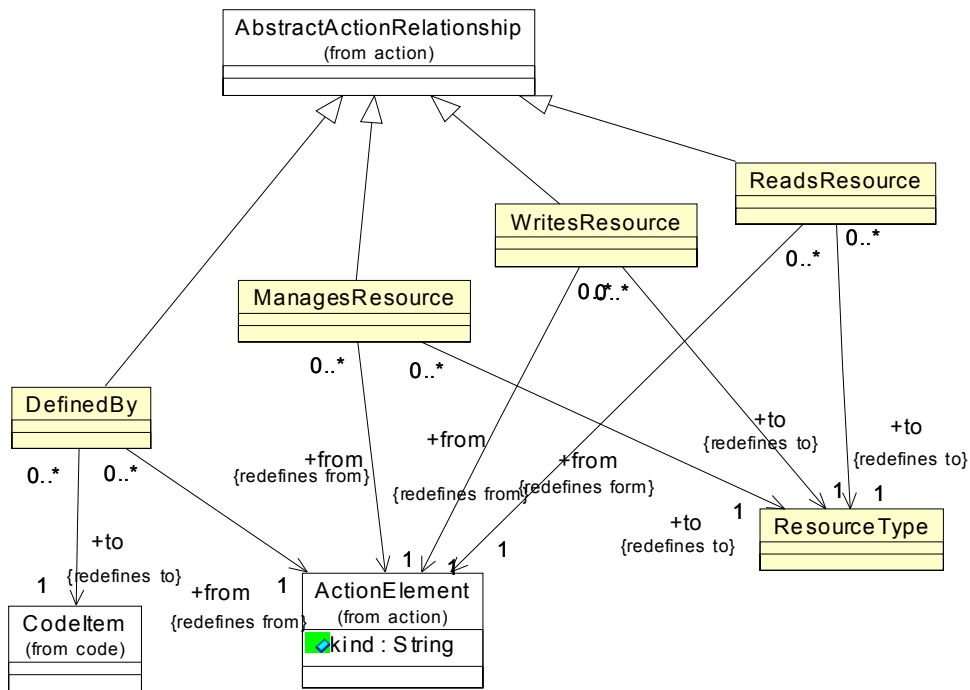 AbstractActionRelationship
(from action)
ReadsResource
WritesResource
0..*
0..*
ManagesResource
0..*
0..*
0..*
0..*
DefinedBy
0..*
0..*
+to
{redefines to}
+to
{redefines to}
+from
{redefines from}
+from
{redefines from}
+from
{redefines form}
1
1
1
+to
{redefines to}
ResourceType
+to
{redefines to}
1
1
1
1
1
+from
{redefines from}
ActionElement
(from action)
kind : String
CodeItem
(from code)